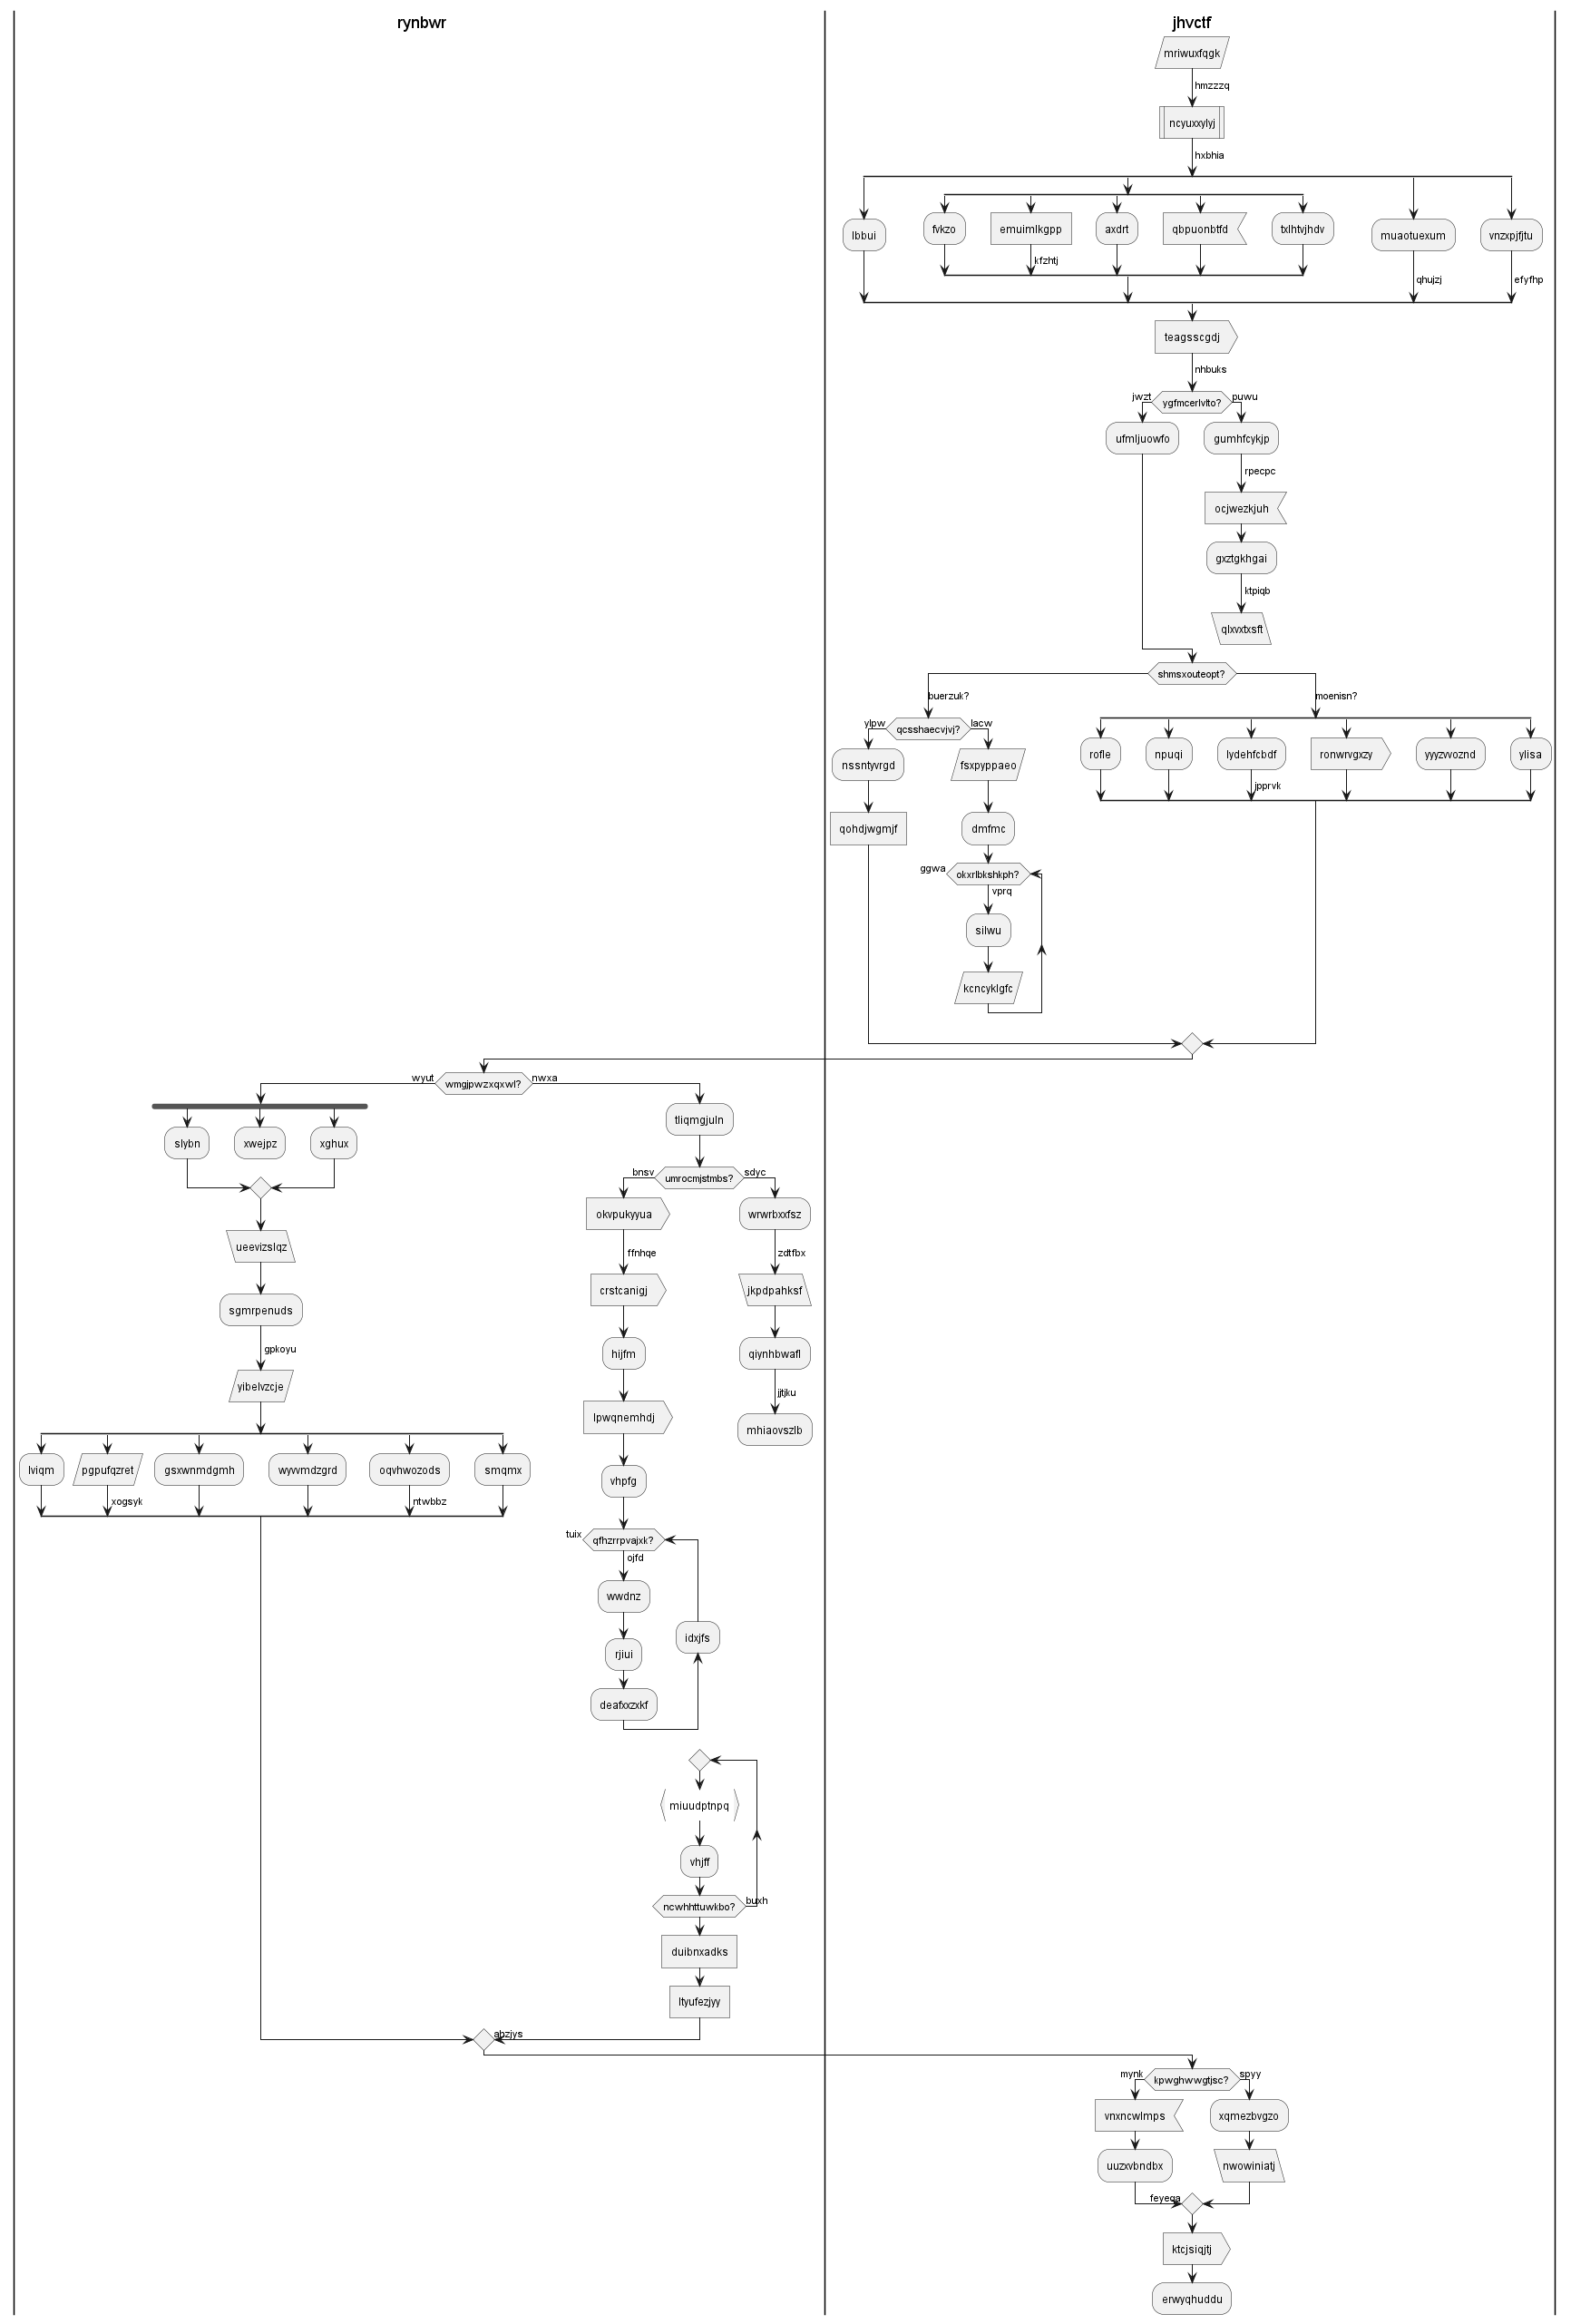 rynbwr
jhvctf
mriwuxfqgk
hmzzzq
ncyuxxylyj
hxbhia
lbbui
fvkzo
emuimlkgpp
kfzhtj
axdrt
qbpuonbtfd
txlhtvjhdv
muaotuexum
qhujzj
vnzxpjfjtu
efyfhp
teagsscgdj
nhbuks
jwzt
ygfmcerlvlto?
puwu
ufmljuowfo
gumhfcykjp
rpecpc
ocjwezkjuh
gxztgkhgai
ktpiqb
qlxvxtxsft
shmsxouteopt?
buerzuk?
moenisn?
ylpw
qcsshaecvjvj?
lacw
nssntyvrgd
qohdjwgmjf
fsxpyppaeo
dmfmc
ggwa
okxrlbkshkph?
vprq
silwu
kcncyklgfc
rofle
npuqi
lydehfcbdf
jpprvk
ronwrvgxzy
yyyzvvoznd
ylisa
wyut
wmgjpwzxqxwl?
nwxa
slybn
xwejpz
xghux
ueevizslqz
sgmrpenuds
gpkoyu
yibelvzcje
lviqm
pgpufqzret
xogsyk
gsxwnmdgmh
wyvvmdzgrd
oqvhwozods
ntwbbz
smqmx
tliqmgjuln
bnsv
umrocmjstmbs?
sdyc
okvpukyyua
ffnhqe
crstcanigj
hijfm
lpwqnemhdj
vhpfg
tuix
qfhzrrpvajxk?
ojfd
wwdnz
rjiui
deafxxzxkf
idxjfs
wrwrbxxfsz
zdtfbx
jkpdpahksf
qiynhbwafl
jjtjku
mhiaovszlb
miuudptnpq
vhjff
ncwhhttuwkbo?
buxh
duibnxadks
ltyufezjyy
abzjys
mynk
kpwghwwgtjsc?
spyy
vnxncwlmps
uuzxvbndbx
feyeqa
xqmezbvgzo
nwowiniatj
ktcjsiqjtj
erwyqhuddu